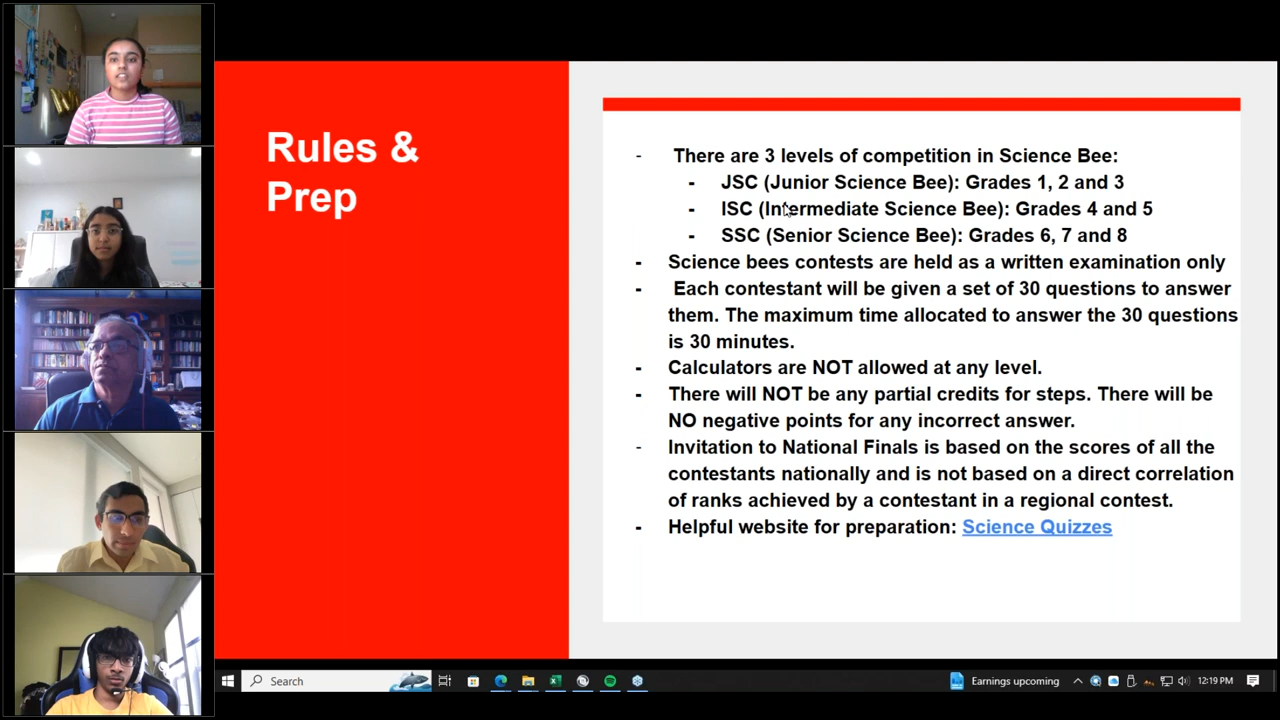 Rules &
Prep
- There are 3 levels of competition in Science Bee:
- JSC (Junior Science Bee): Grades 1, 2 and 3
- ISC (Intermediate Science Bee): Grades 4 and 5
- SSC (Senior Science Bee): Grades 6, 7 and 8
- Science bees contests are held as a written examination only
- Each contestant will be given a set of 30 questions to answer
them. The maximum time allocated to answer the 30 questions
is 30 minutes.
- Calculators are NOT allowed at any level.
- There will NOT be any partial credits for steps. There will be
NO negative points for any incorrect answer.
- Invitation to National Finals is based on the scores of all the
contestants nationally and is not based on a direct correlation
of ranks achieved by a contestant in a regional contest.
- Helpful website for preparation: Science Quizzes
Search
Earnings upcoming
12:19 PM